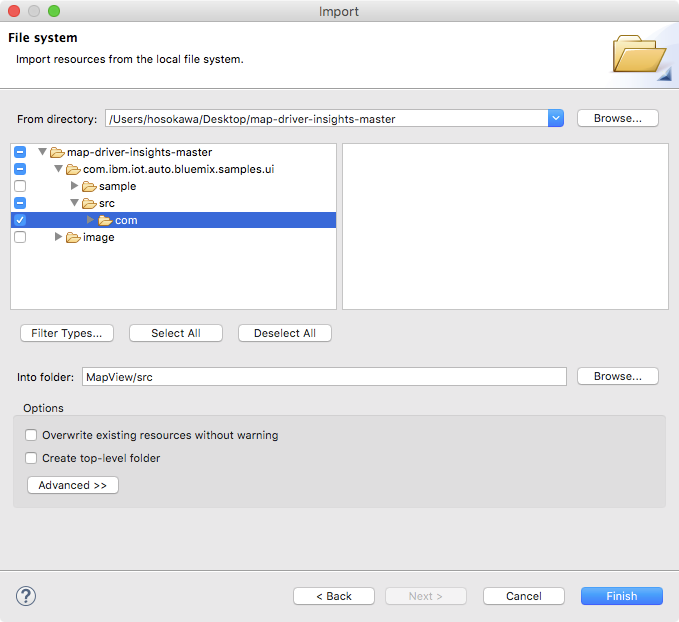 Import
File system
Import resources from the local file system.
From directory: /Users/hosokawa/Desktop/map-driver-insights-master Browse...
map-driver-insights-master
com.ibm.iot.auto.bluemix.samples.ui
sample
src
com
image
Filter Types... Select All Deselect All
Into folder: MapView/src Browse...
Options
Overwrite existing resources without warning
Create top-level folder
Advanced >>
? < Back Next > Cancel Finish